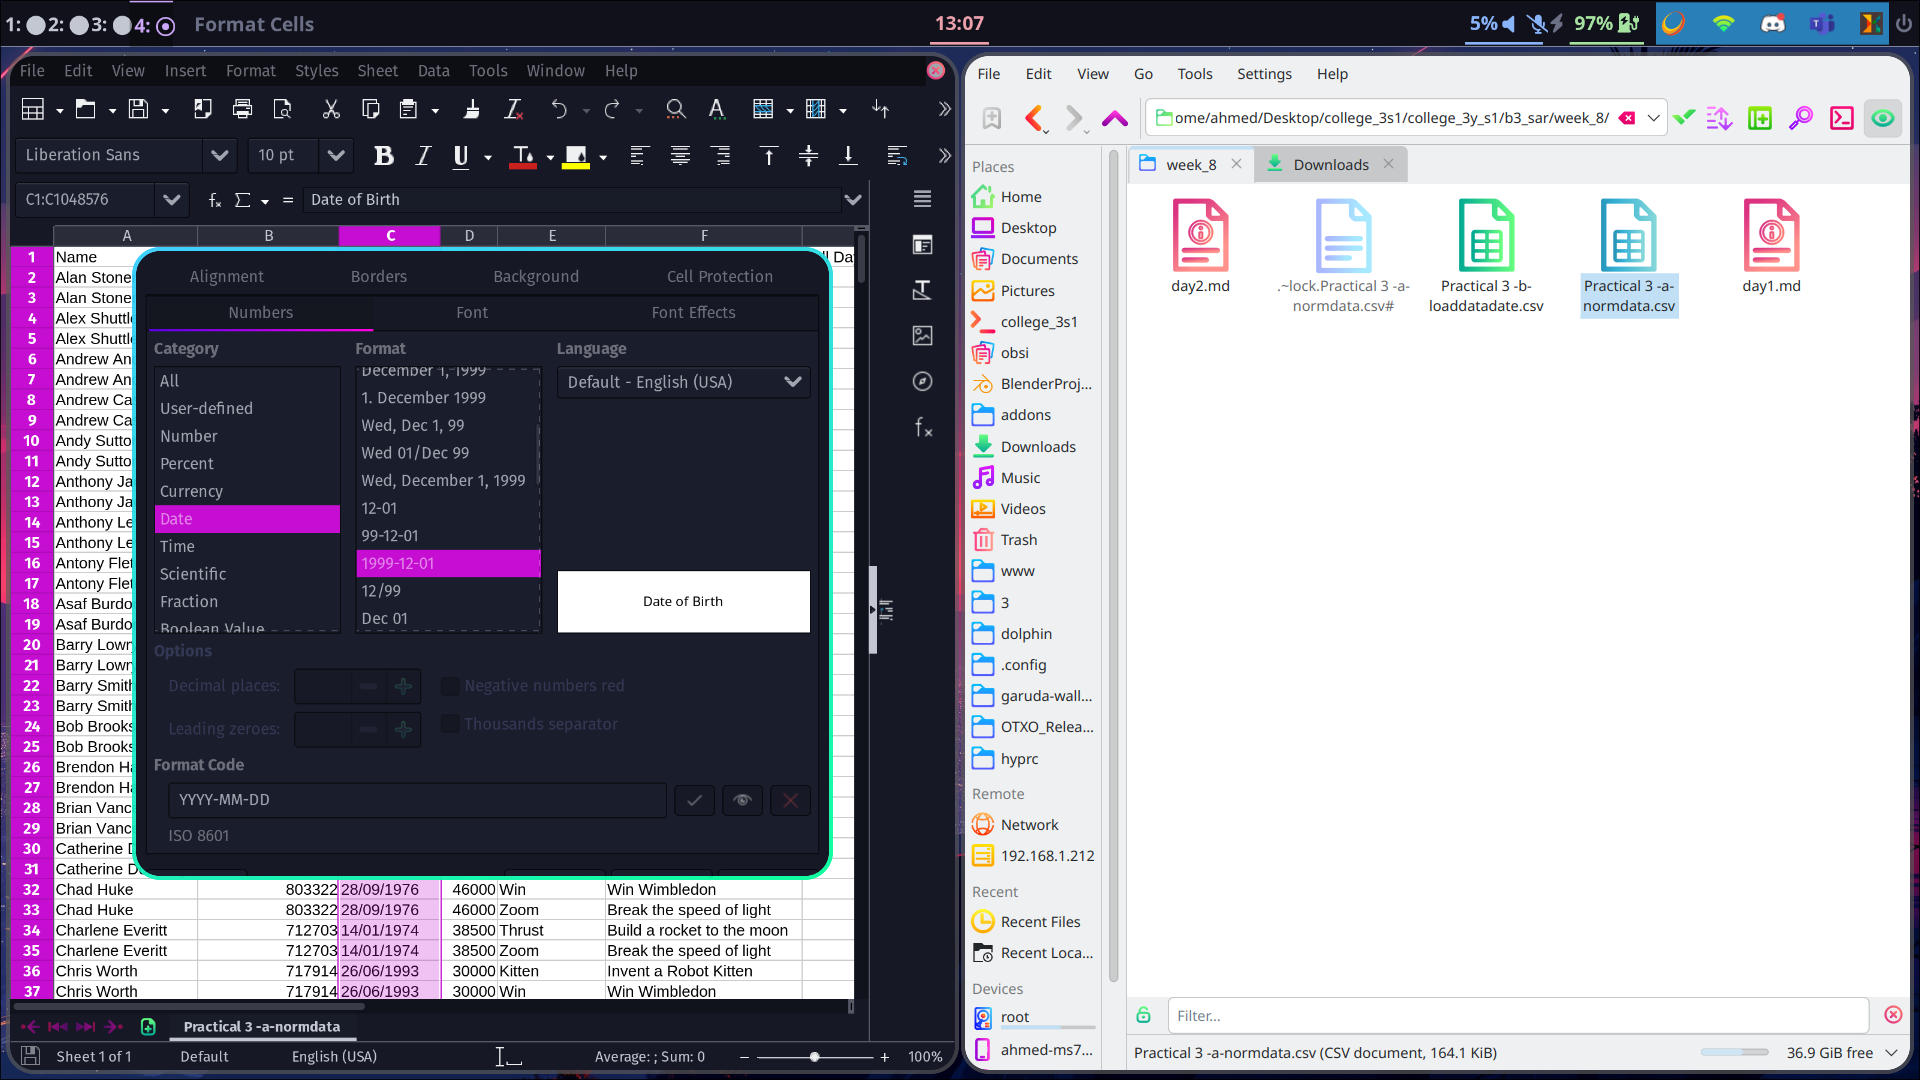 1: 2: 3: 4: Format Cells 13:07 5% 97%
File Edit View Insert Format Styles Sheet Data Tools Window Help
Liberation Sans 10 pt
C1:C1048576 = Date of Birth
A B C D E F
1 Name
2 Alan Stone
3 Alan Stone
4 Alex Shuttl
5 Alex Shuttl
6 Andrew An
7 Andrew An
8 Andrew Ca
9 Andrew Ca
10 Andy Sutto
11 Andy Sutto
12 Anthony Ja
13 Anthony Ja
14 Anthony Le
15 Anthony Le
16 Antony Flet
17 Antony Flet
18 Asaf Burdo
19 Asaf Burdo
20 Barry Lowr
21 Barry Lowr
22 Barry Smith
23 Barry Smith
24 Bob Brooks
25 Bob Brooks
26 Brendon Ha
27 Brendon Ha
28 Brian Vanc
29 Brian Vanc
30 Catherine D
31 Catherine D
32 Chad Huke 803322 28/09/1976 46000 Win Win Wimbledon
33 Chad Huke 803322 28/09/1976 46000 Zoom Break the speed of light
34 Charlene Everitt 712703 14/01/1974 38500 Thrust Build a rocket to the moon
35 Charlene Everitt 712703 14/01/1974 38500 Zoom Break the speed of light
36 Chris Worth 717914 26/06/1993 30000 Kitten Invent a Robot Kitten
37 Chris Worth 717914 26/06/1993 30000 Win Win Wimbledon
Alignment Borders Background Cell Protection
Numbers Font Font Effects
Category
All
User-defined
Number
Percent
Currency
Date
Time
Scientific
Fraction
Boolean Value
Format
December 1, 1999
1. December 1999
Wed, Dec 1, 99
Wed 01/Dec 99
Wed, December 1, 1999
12-01
99-12-01
1999-12-01
12/99
Dec 01
Language
Default - English (USA)
Date of Birth
Options
Decimal places: Negative numbers red
Leading zeroes: Thousands separator
Format Code
YYYY-MM-DD
ISO 8601
Practical 3 -a-normdata
Sheet 1 of 1 Default English (USA) Average: ; Sum: 0 100%
File Edit View Go Tools Settings Help
ome/ahmed/Desktop/college_3s1/college_3y_s1/b3_sar/week_8/
Places
Home
Desktop
Documents
Pictures
college_3s1
obsi
BlenderProj...
addons
Downloads
Music
Videos
Trash
www
3
dolphin
.config
garuda-wall...
OTXO_Relea...
hyprc
Remote
Network
192.168.1.212
Recent
Recent Files
Recent Loca...
Devices
root
ahmed-ms7...
week_8 Downloads
day2.md
.~lock.Practical 3 -a-
normdata.csv#
Practical 3 -b-
loaddatadate.csv
Practical 3 -a-
normdata.csv
day1.md
Filter...
Practical 3 -a-normdata.csv (CSV document, 164.1 KiB) 36.9 GiB free